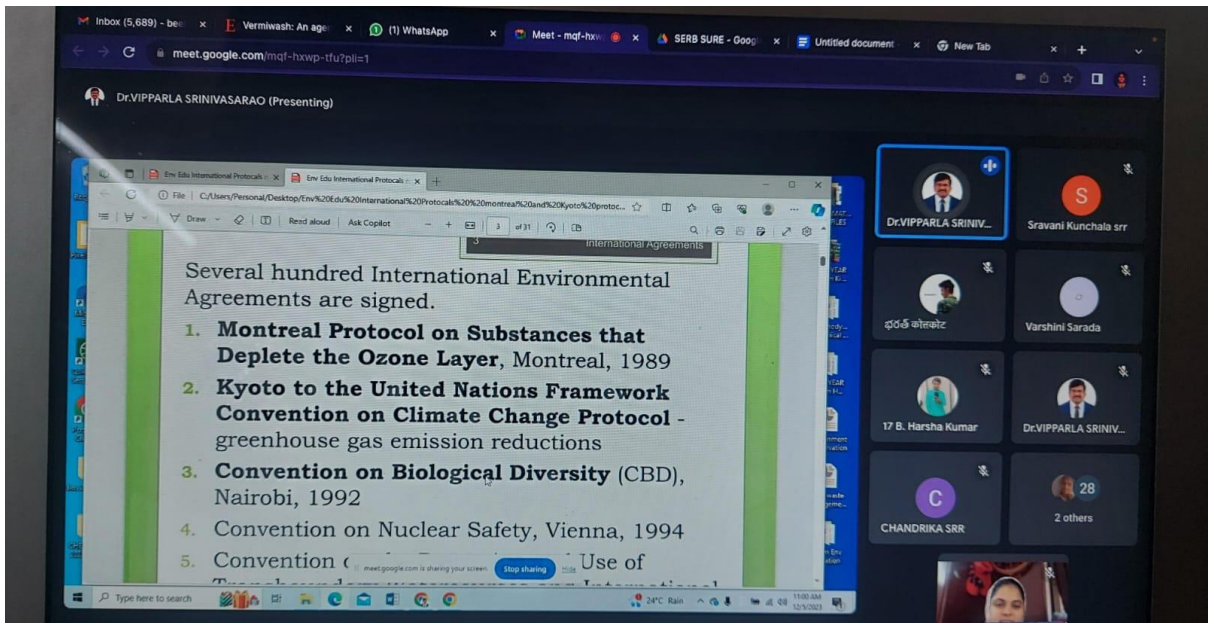 Inbox (5,689) - bee
Vermiwash: An age
(1) WhatsApp
Meet - mqf-hxw
SERB SURE - Goog
Untitled document
New Tab
meet.google.com/mqf-hxwp-tfu?pli=1
Dr.VIPPARLA SRINIVASARAO (Presenting)
Env Edu International Protocals
Env Edu International Protocals
File
C:/Users/Personal/Desktop/Env%20Edu%20International%20Protocals%20%20montreal%20and%20Kyoto%20protoc...
Draw
Read aloud
Ask Copilot
3
of 31
3
International Agreements
Several hundred International Environmental
Agreements are signed.
1. Montreal Protocol on Substances that
Deplete the Ozone Layer, Montreal, 1989
2. Kyoto to the United Nations Framework
Convention on Climate Change Protocol -
greenhouse gas emission reductions
3. Convention on Biological Diversity (CBD),
Nairobi, 1992
4. Convention on Nuclear Safety, Vienna, 1994
5. Convention
Use of
meet.google.com is sharing your screen.
Stop sharing
Hide
Type here to search
24°C Rain
11:00 AM
12/5/2023
Dr.VIPPARLA SRINIV...
S
Sravani Kunchala srr
భరత్ कोत्तकोट
Varshini Sarada
17 B. Harsha Kumar
Dr.VIPPARLA SRINIV...
C
CHANDRIKA SRR
28
2 others